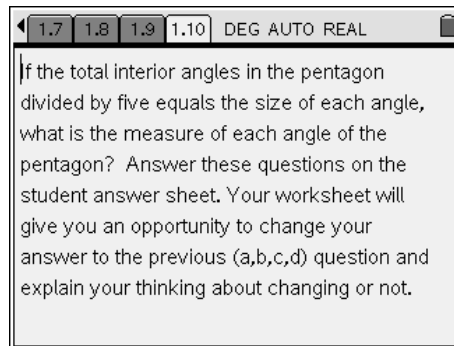 1.7 1.8 1.9 1.10 DEG AUTO REAL
If the total interior angles in the pentagon
divided by five equals the size of each angle,
what is the measure of each angle of the
pentagon?  Answer these questions on the
student answer sheet. Your worksheet will
give you an opportunity to change your
answer to the previous (a,b,c,d) question and
explain your thinking about changing or not.